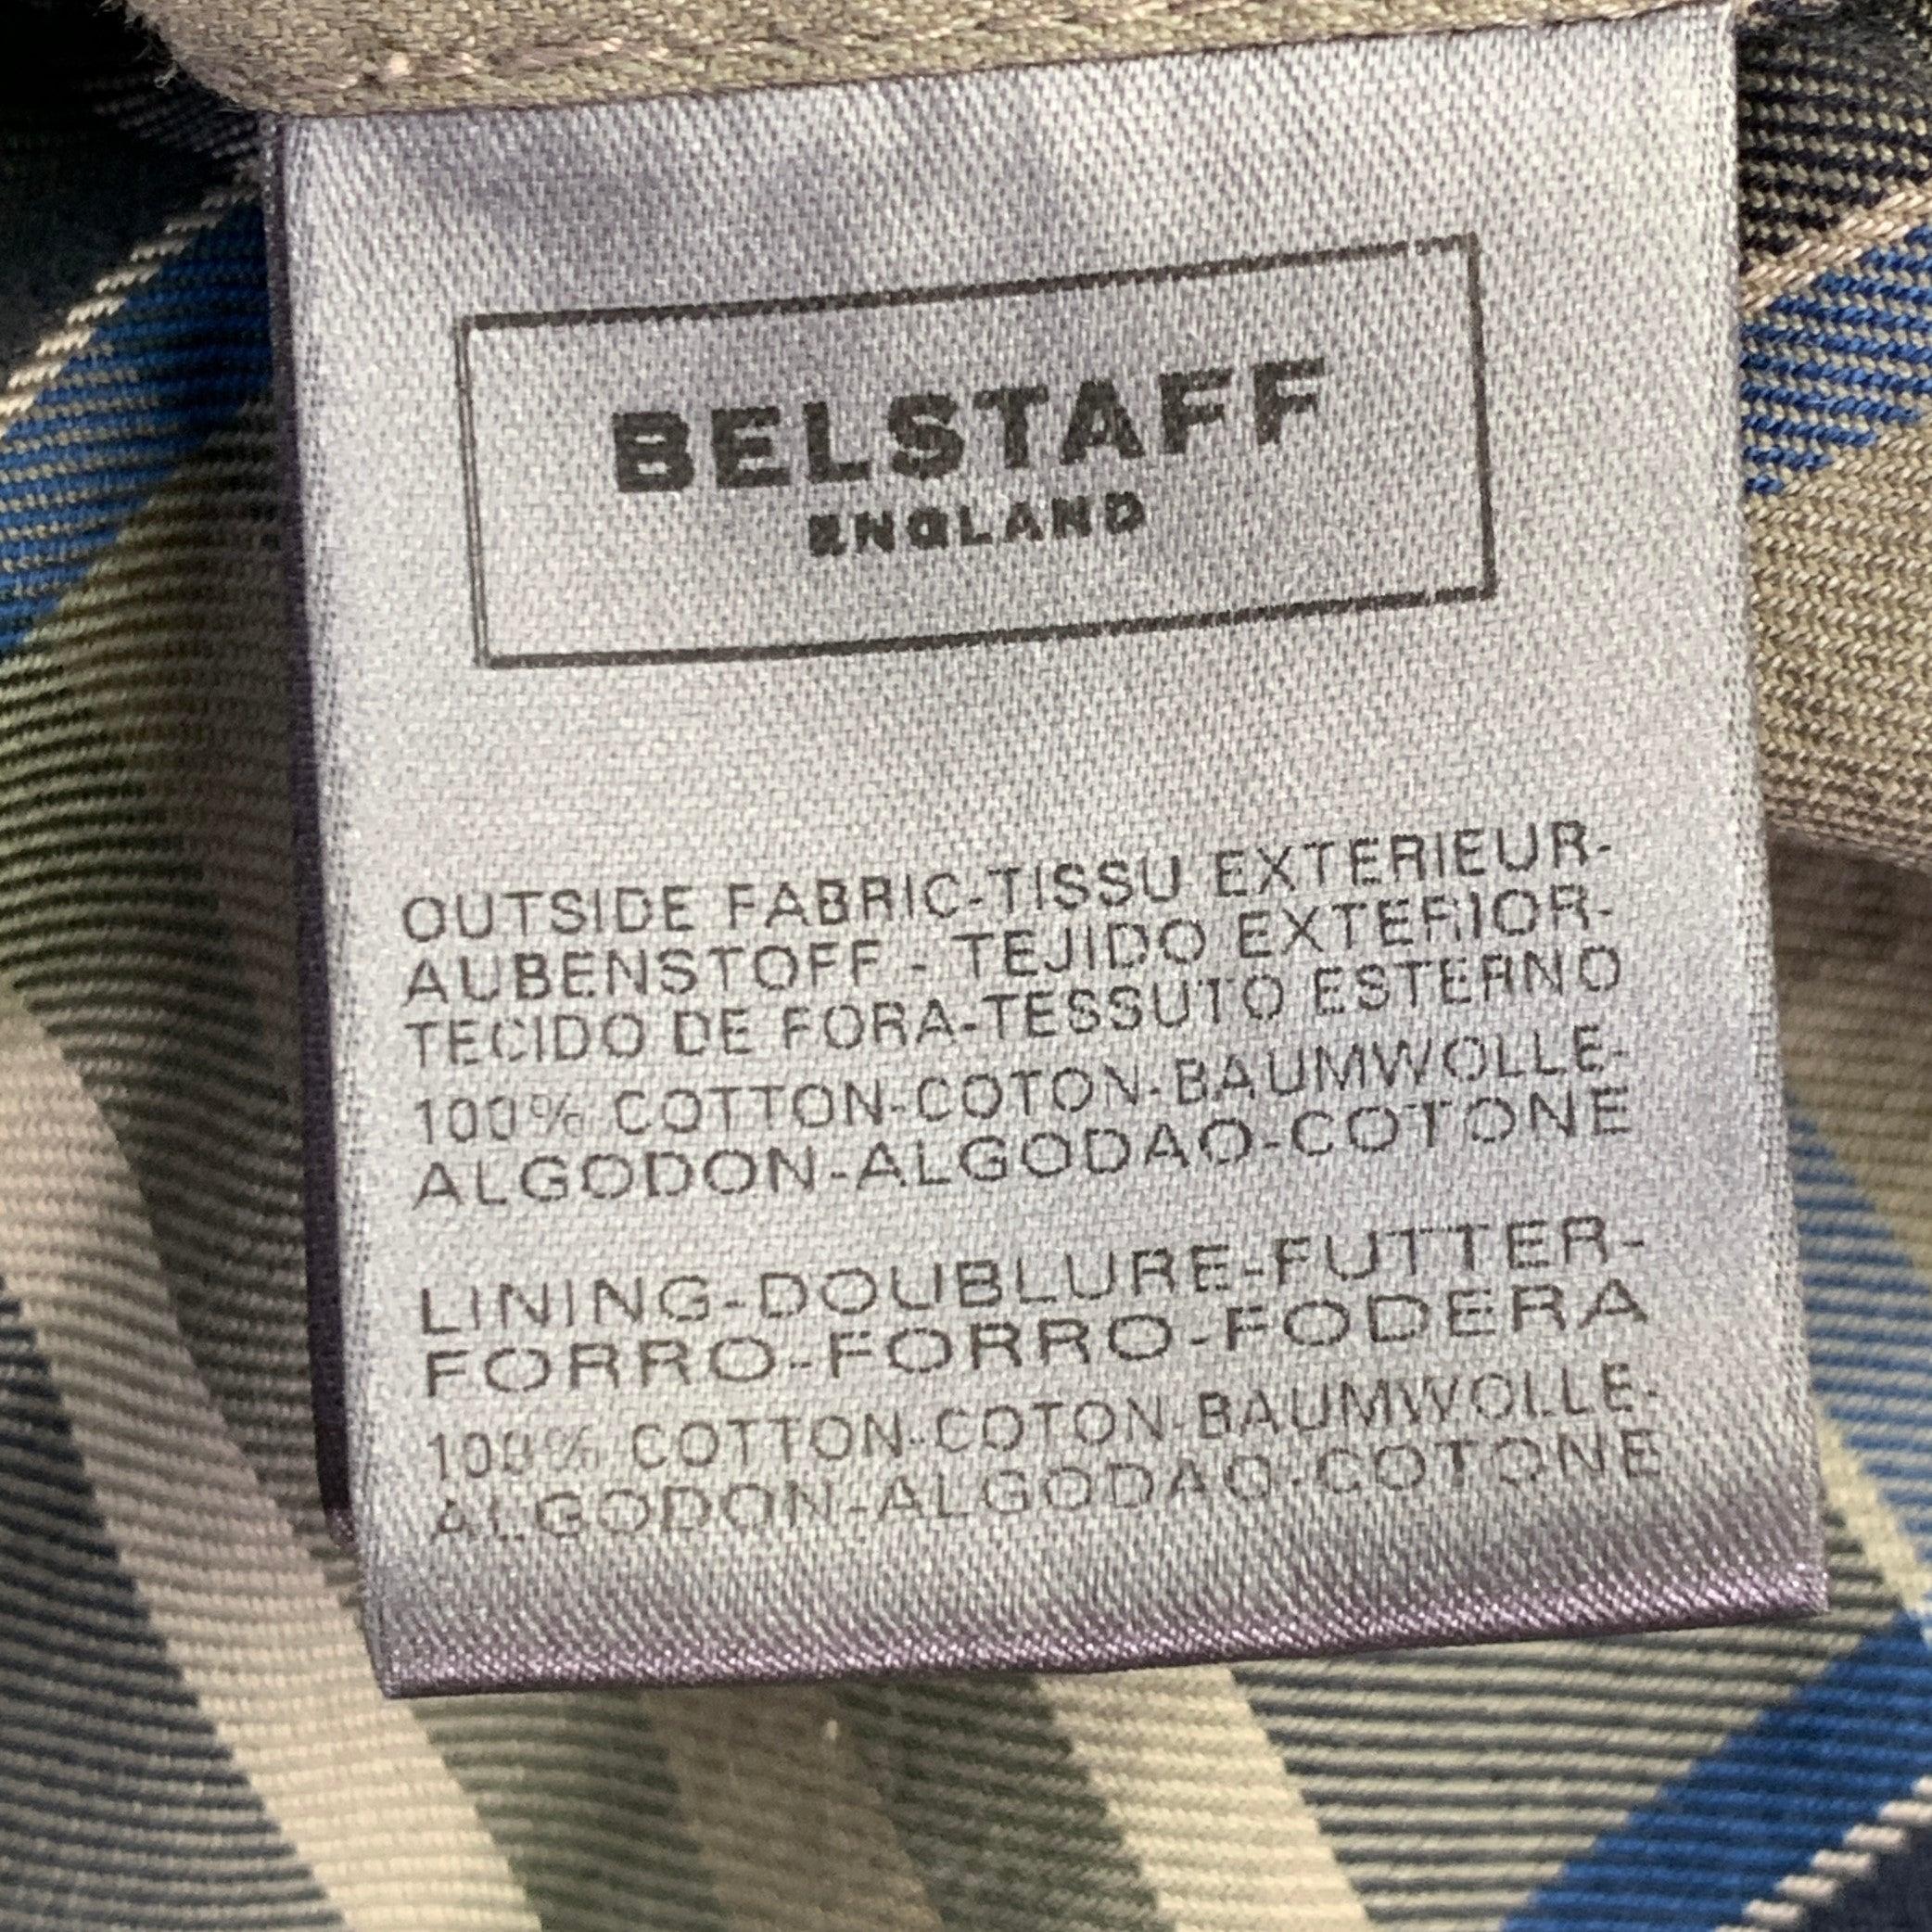 BELSTAFF
ENGLAND
OUTSIDE FABRIC-TISSU EXTERIEUR-
AUBENSTOFF - TEJIDO EXTERIOR-
TECIDO DE FORA-TESSUTO ESTERNO
100% COTTON-COTON-BAUMWOLLE-
ALGODON-ALGODAO-COTONE
LINING-DOUBLURE-FUTTER-
FORRO-FORRO-FODERA
100% COTTON-COTON-BAUMWOLLE-
ALGODON-ALGODAO-COTONE